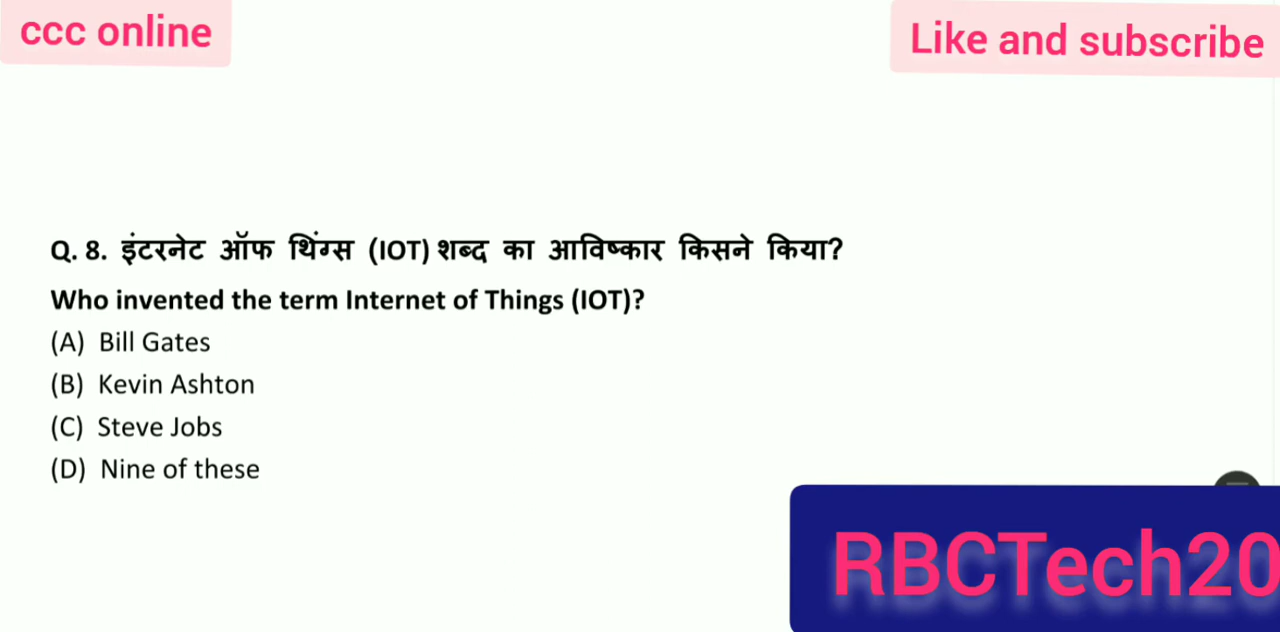 ccc online
Like and subscribe
Q. 8. इंटरनेट ऑफ थिंग्स (IOT) शब्द का आविष्कार किसने किया?
Who invented the term Internet of Things (IOT)?
(A) Bill Gates
(B) Kevin Ashton
(C) Steve Jobs
(D) Nine of these
RBCTech20